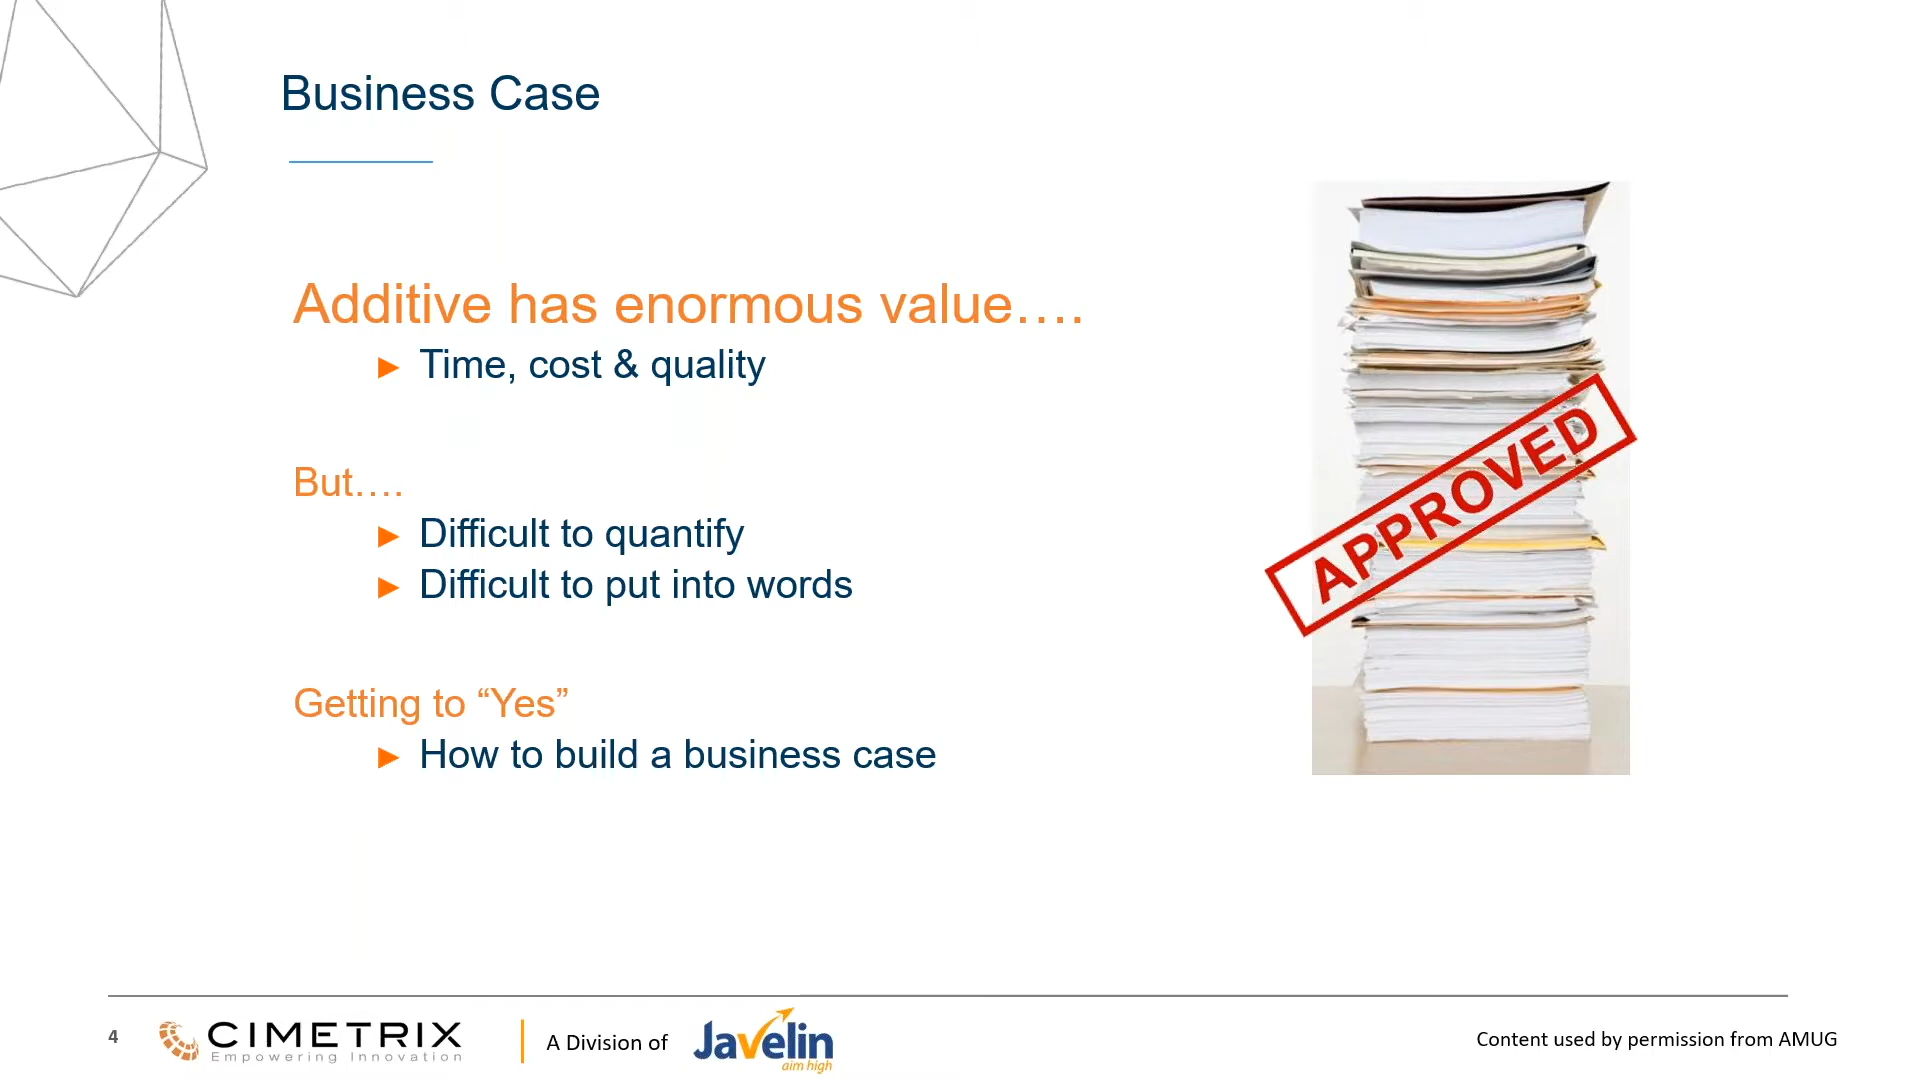 Business Case
Additive has enormous value….
Time, cost & quality
But….
Difficult to quantify
Difficult to put into words
Getting to “Yes”
How to build a business case
APPROVED
4
CIMETRIX
Empowering Innovation
A Division of
Javelin
aim high
Content used by permission from AMUG